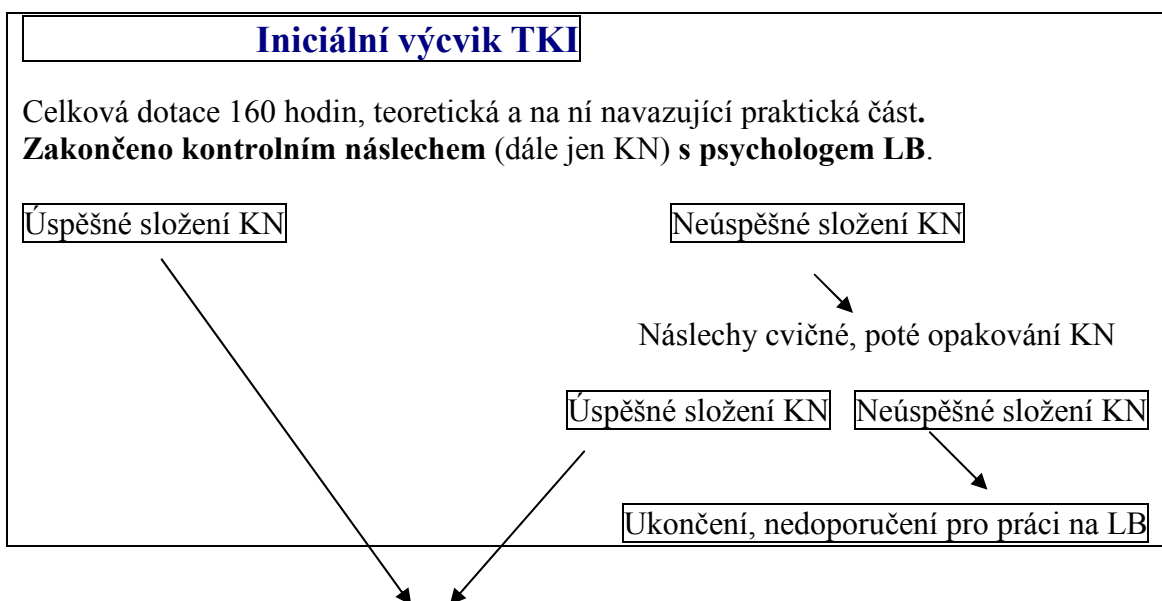 Iniciální výcvik TKI
Celková dotace 160 hodin, teoretická a na ní navazující praktická část.
Zakončeno kontrolním náslechem (dále jen KN) s psychologem LB.
Úspěšné složení KN
Neúspěšné složení KN
Náslechy cvičné, poté opakování KN
Úspěšné složení KN
Neúspěšné složení KN
Ukončení, nedoporučení pro práci na LB